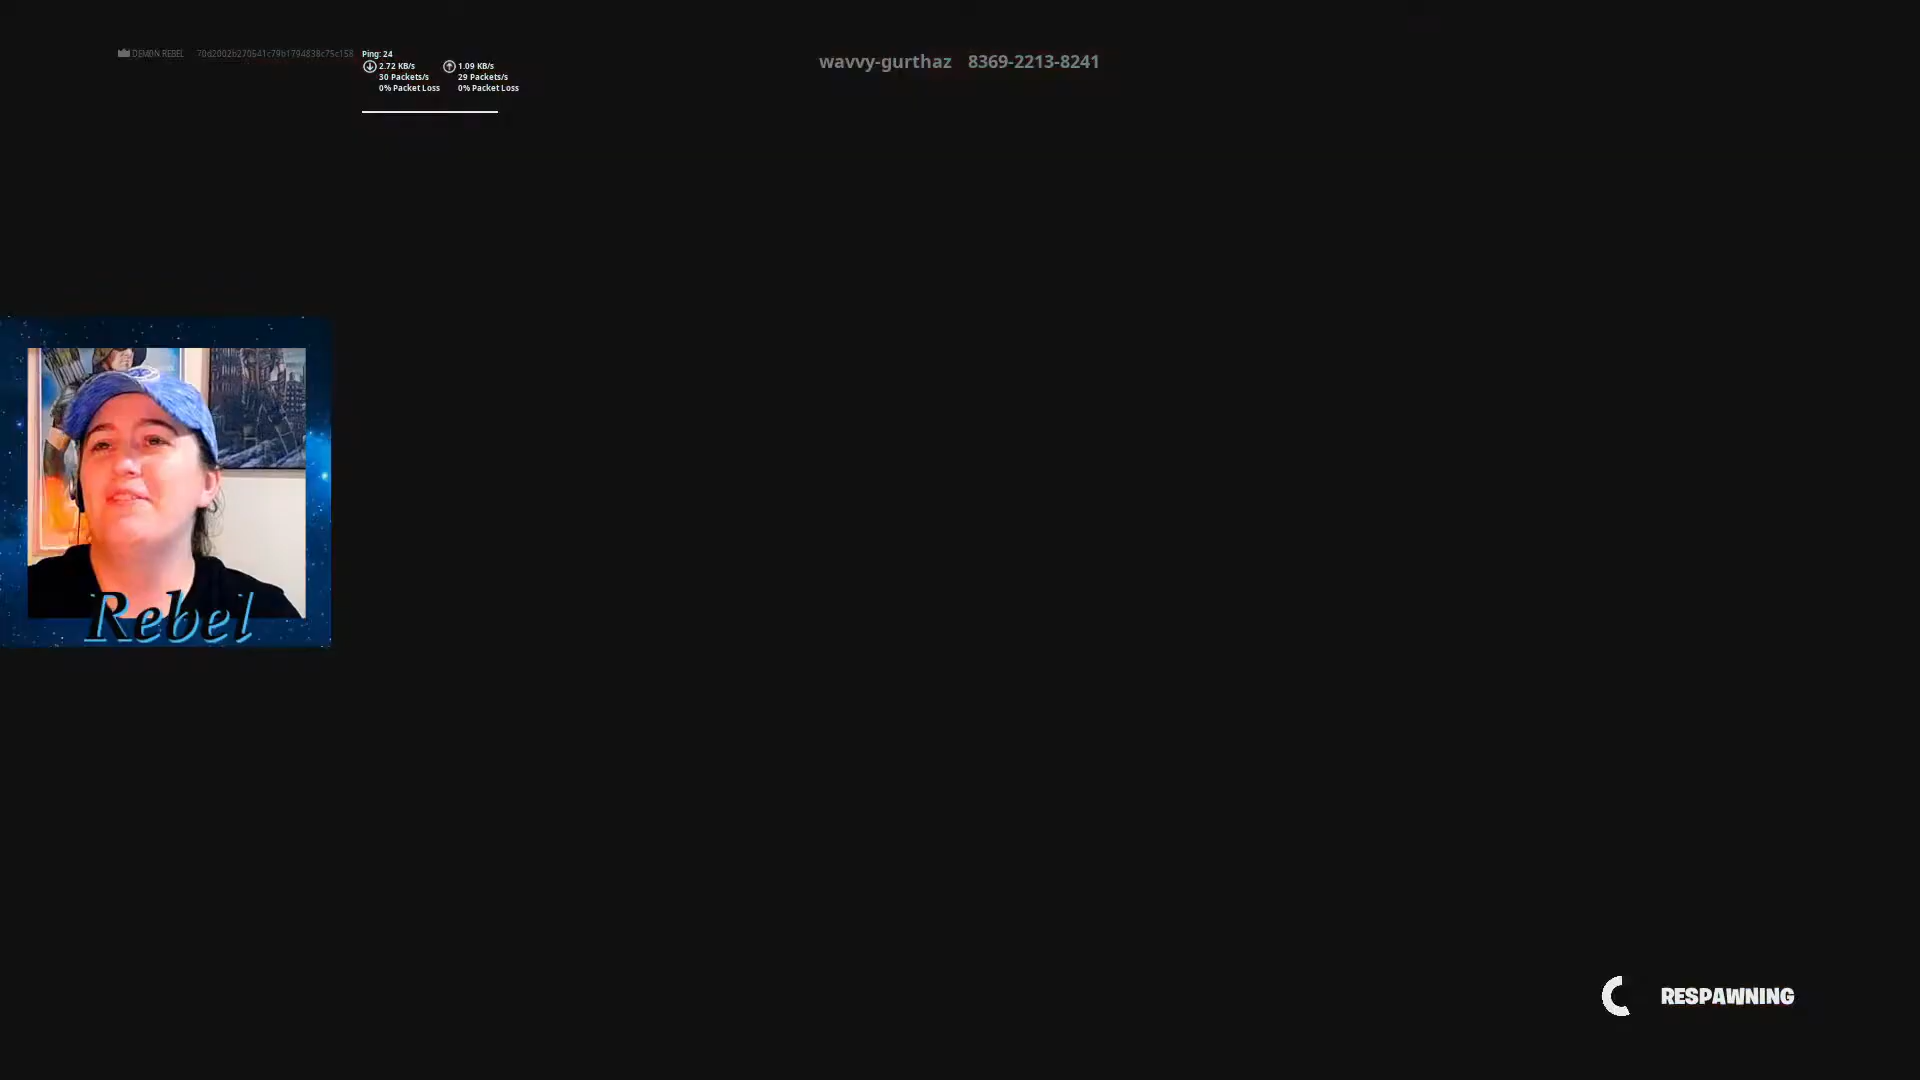 DEMON REBEL
Ping: 24
2.72 KB/s 1.09 KB/s
30 Packets/s 29 Packets/s
0% Packet Loss 0% Packet Loss
wavvy-gurthaz 8369-2213-8241
Rebel
RESPAWNING